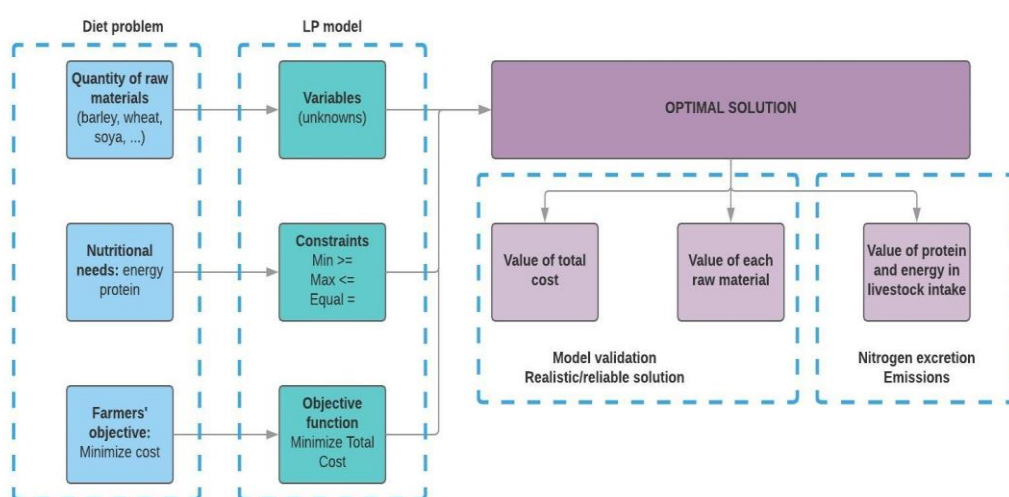 Diet problem
LP model
Quantity of raw
materials
(barley, wheat,
soya, ...)
Variables
(unknowns)
OPTIMAL SOLUTION
Nutritional
needs: energy
protein
Constraints
Min >=
Max <=
Equal =
Value of total
cost
Value of each
raw material
Value of protein
and energy in
livestock intake
Model validation
Realistic/reliable solution
Nitrogen excretion
Emissions
Farmers'
objective:
Minimize cost
Objective
function
Minimize Total
Cost